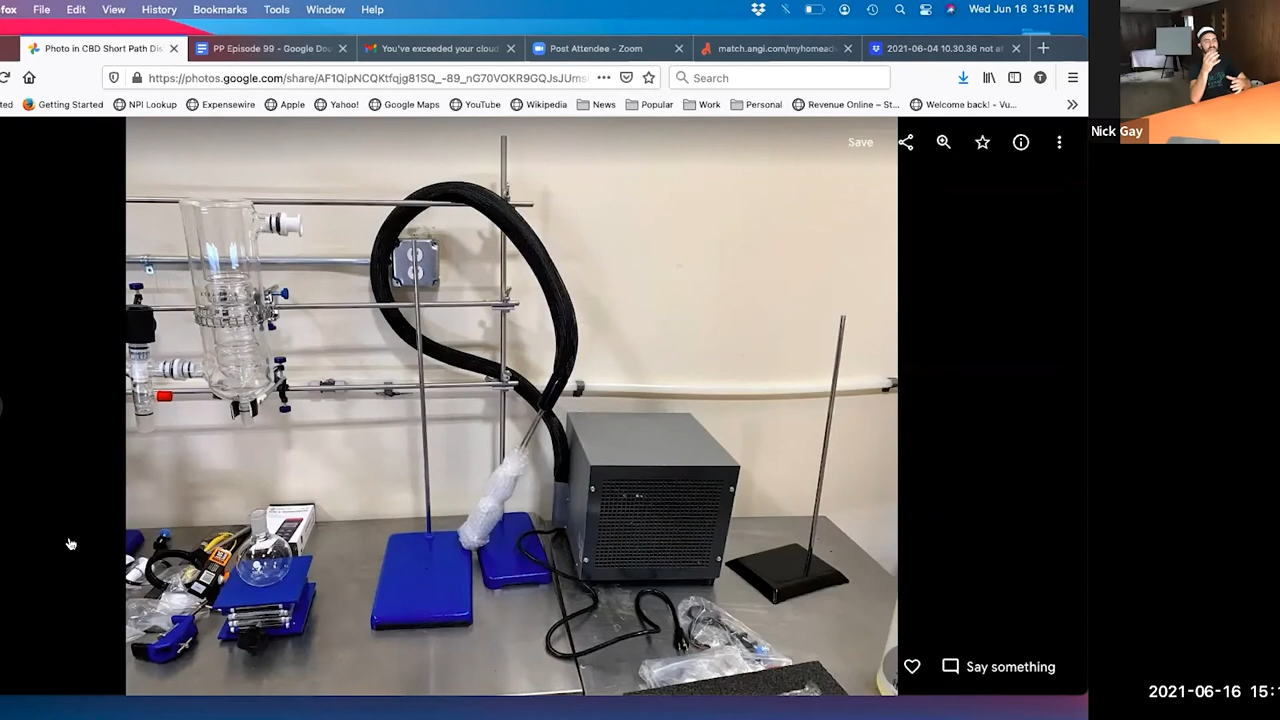 fox File Edit View History Bookmarks Tools Window Help Wed Jun 16 3:15 PM
Photo in CBD Short Path Dis PP Episode 99 - Google Doc You've exceeded your cloud Post Attendee - Zoom match.angi.com/myhomead 2021-06-04 10.30.36 not a
https://photos.google.com/share/AF1QipNCQKtfqjg81SQ_-89_nG70VOKR9GQJsJUms Search
ted Getting Started NPI Lookup Expensewire Apple Yahoo! Google Maps YouTube Wikipedia News Popular Work Personal Revenue Online – St... Welcome back! - Vu...
Nick Gay
Save
Say something
2021-06-16 15: